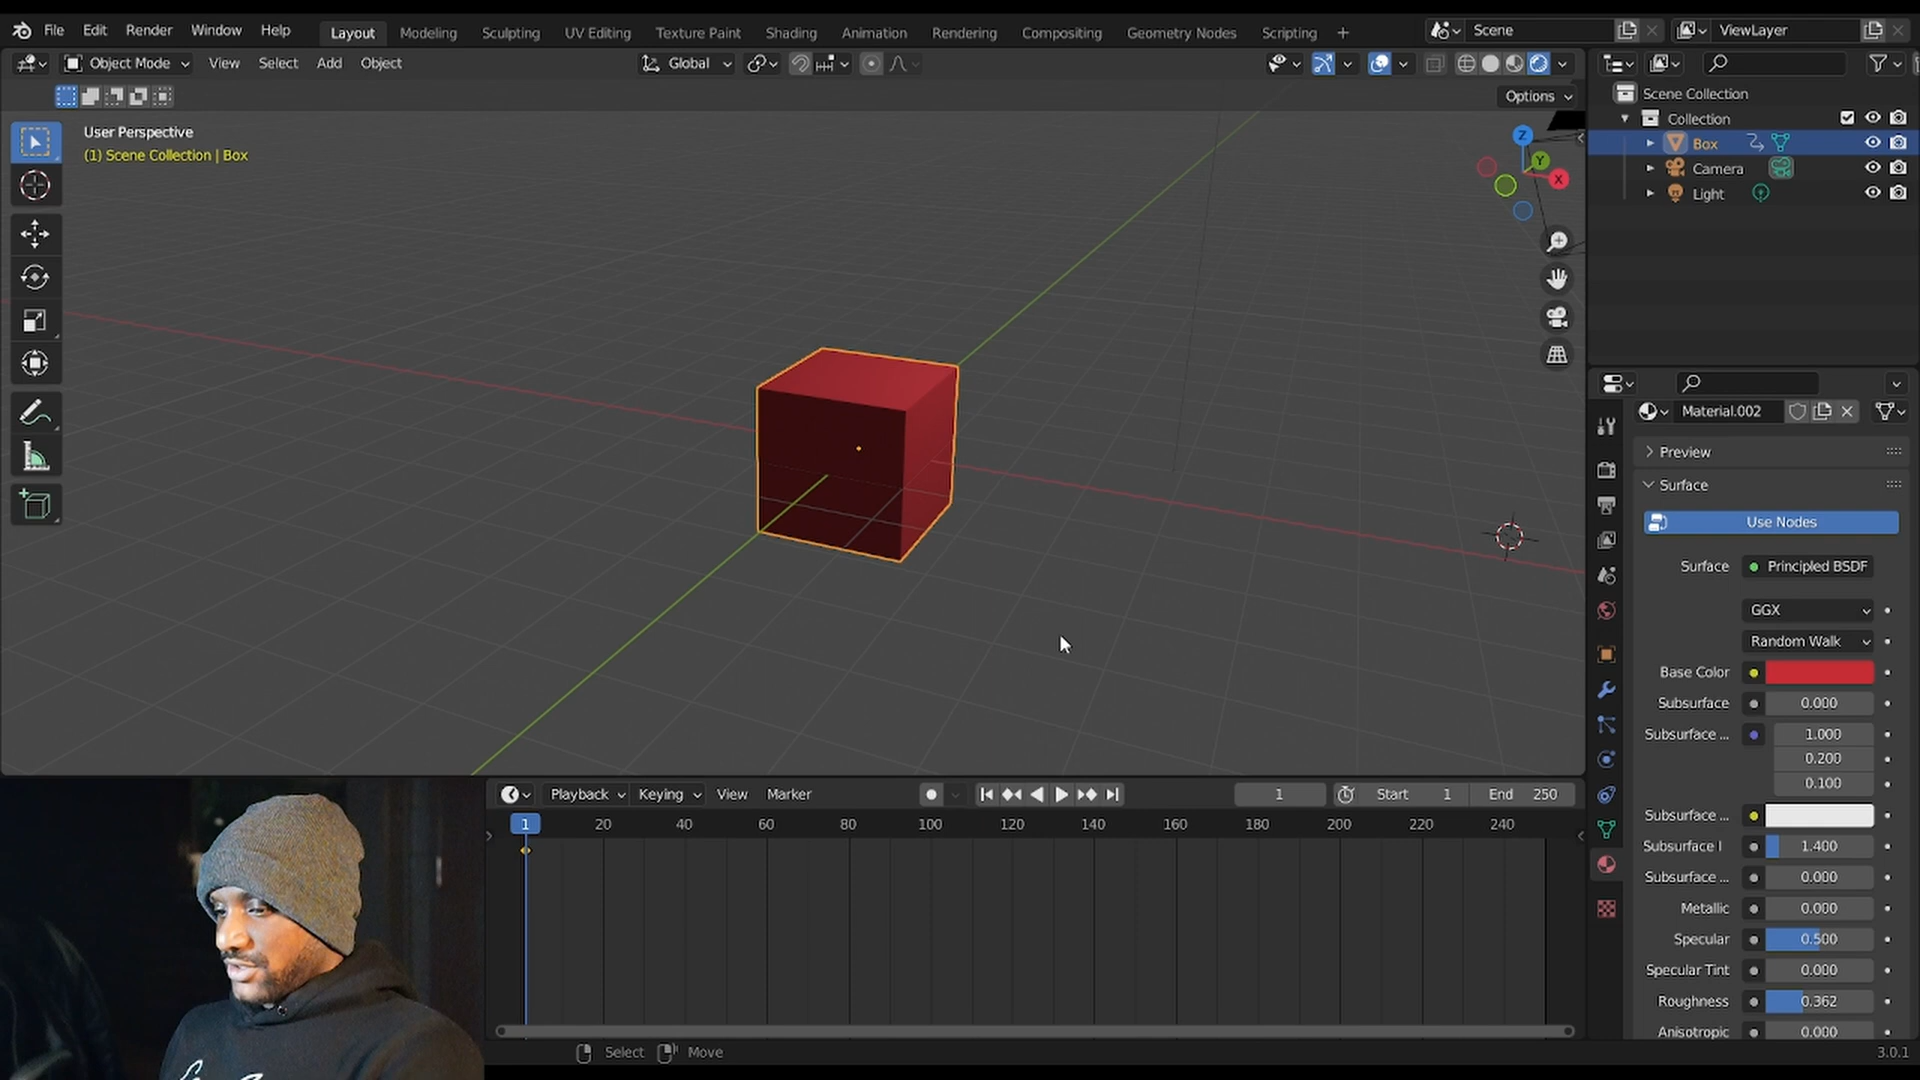 File Edit Render Window Help Layout Modeling Sculpting UV Editing Texture Paint Shading Animation Rendering Compositing Geometry Nodes Scripting + Scene ViewLayer
Object Mode View Select Add Object Global
Options
User Perspective
(1) Scene Collection | Box
Z
Y
X
Scene Collection
Collection
Box
Camera
Light
Material.002
Preview
Surface
Use Nodes
Surface Principled BSDF
GGX
Random Walk
Base Color
Subsurface 0.000
Subsurface ... 1.000
0.200
0.100
Subsurface ...
Subsurface I 1.400
Subsurface ... 0.000
Metallic 0.000
Specular 0.500
Specular Tint 0.000
Roughness 0.362
Anisotropic 0.000
Playback Keying View Marker 1 Start 1 End 250
1 20 40 60 80 100 120 140 160 180 200 220 240
Select Move 3.0.1